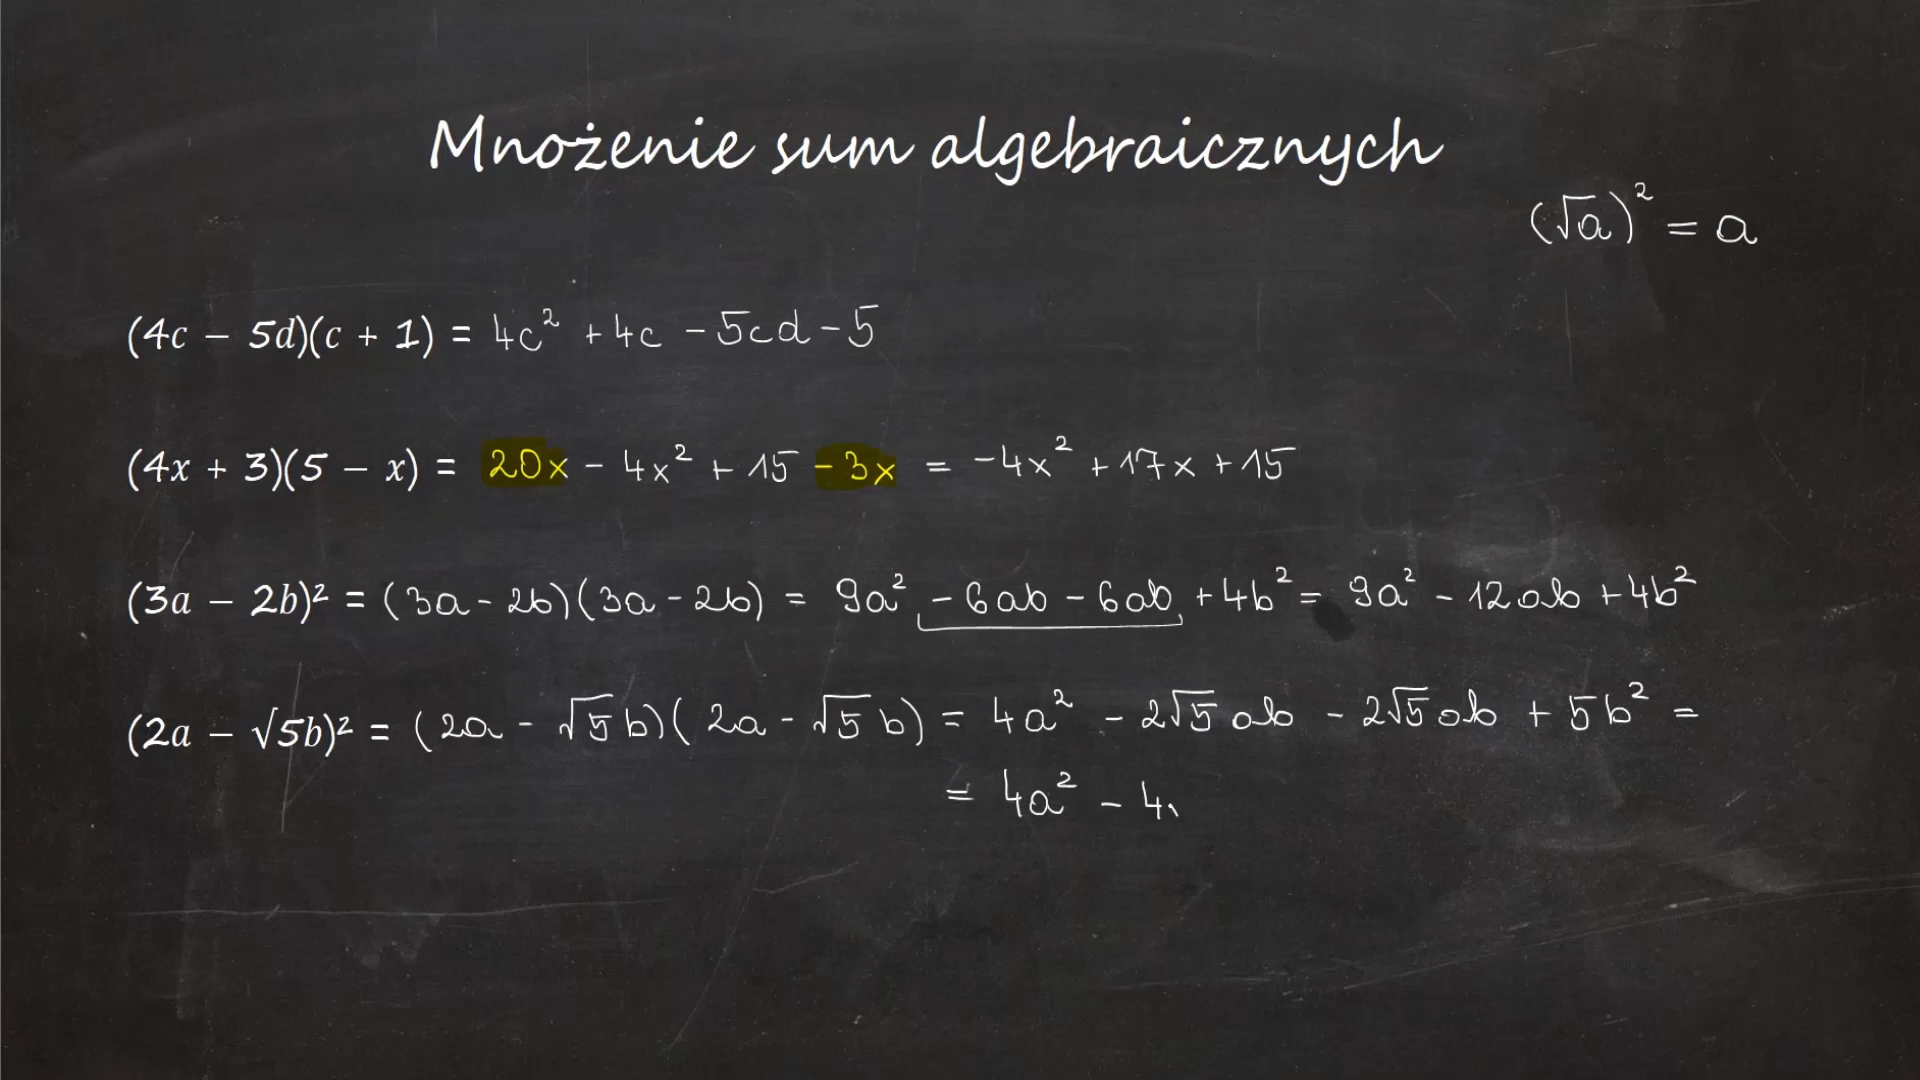 Mnożenie sum algebraicznych
(√a)² = a
(4c – 5d)(c + 1) = 4c² + 4c - 5cd - 5
(4x + 3)(5 – x) = 20x - 4x² + 15 - 3x = -4x² + 17x + 15
(3a – 2b)² = (3a - 2b)(3a - 2b) = 9a² - 6ab - 6ab + 4b² = 9a² - 12ab + 4b²
(2a – √5b)² = (2a - √5 b)(2a - √5 b) = 4a² - 2√5 ab - 2√5 ab + 5b² =
= 4a² - 4